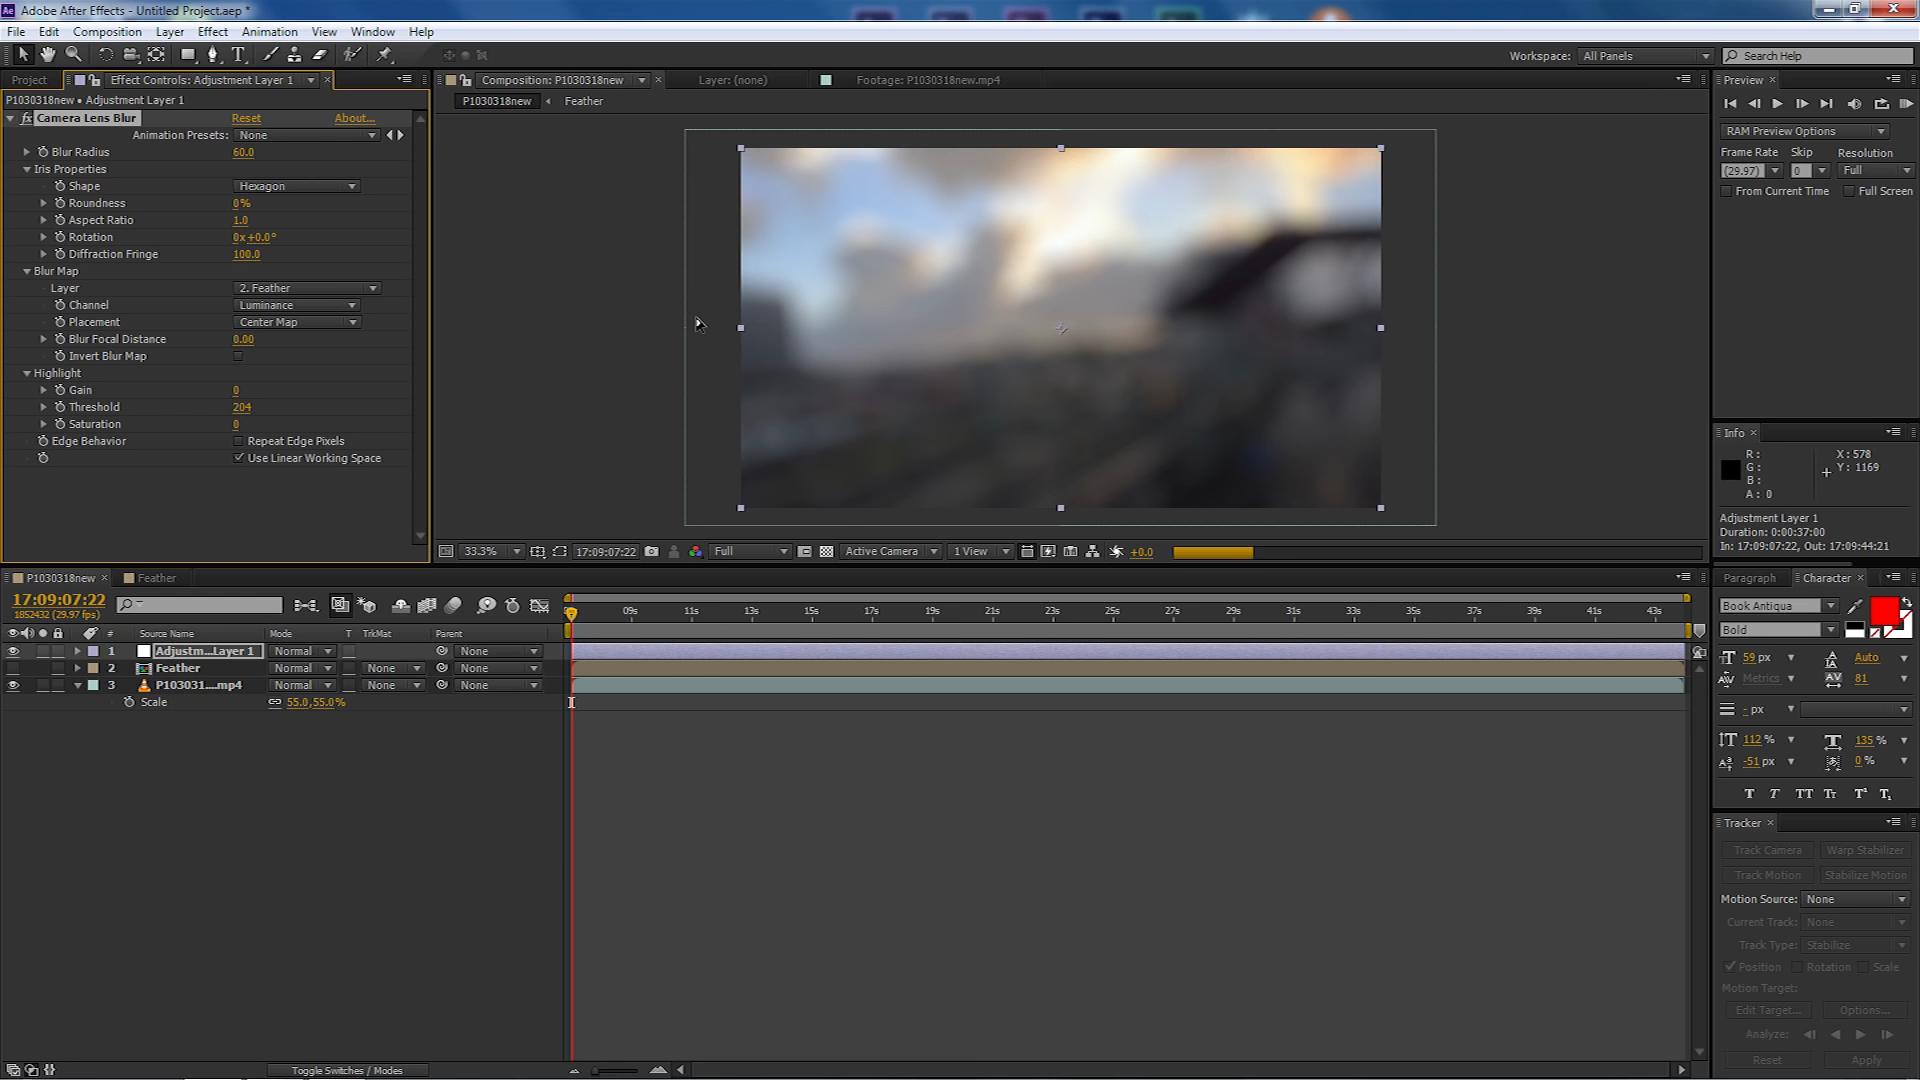 Ae Adobe After Effects - Untitled Project.aep *
File Edit Composition Layer Effect Animation View Window Help
Workspace: All Panels Search Help
Project Effect Controls: Adjustment Layer 1
P1030318new • Adjustment Layer 1
fx Camera Lens Blur Reset About...
Animation Presets: None
Blur Radius 60.0
Iris Properties
Shape Hexagon
Roundness 0%
Aspect Ratio 1.0
Rotation 0x+0.0°
Diffraction Fringe 100.0
Blur Map
Layer 2. Feather
Channel Luminance
Placement Center Map
Blur Focal Distance 0.00
Invert Blur Map
Highlight
Gain 0
Threshold 204
Saturation 0
Edge Behavior Repeat Edge Pixels
Use Linear Working Space
Composition: P1030318new Layer: (none) Footage: P1030318new.mp4
P1030318new Feather
33.3% 17:09:07:22 Full Active Camera 1 View +0.0
Preview
RAM Preview Options
Frame Rate Skip Resolution
(29.97) 0 Full
From Current Time Full Screen
Info
R: X: 578
G: Y: 1169
B:
A: 0
Adjustment Layer 1
Duration: 0:00:37:00
In: 17:09:07:22, Out: 17:09:44:21
P1030318new Feather
17:09:07:22
1852432 (29.97 fps)
09s 11s 13s 15s 17s 19s 21s 23s 25s 27s 29s 31s 33s 35s 37s 39s 41s 43s
# Source Name Mode T TrkMat Parent
1 Adjustm...Layer 1 Normal None
2 Feather Normal None None
3 P103031....mp4 Normal None None
Scale 55.0,55.0%
Toggle Switches / Modes
Paragraph Character
Book Antiqua
Bold
59 px Auto
Metrics 81
- px
112 % 135 %
-51 px 0 %
T T TT Tr T¹ T₁
Tracker
Track Camera Warp Stabilizer
Track Motion Stabilize Motion
Motion Source: None
Current Track: None
Track Type: Stabilize
Position Rotation Scale
Motion Target:
Edit Target... Options...
Analyze:
Reset Apply